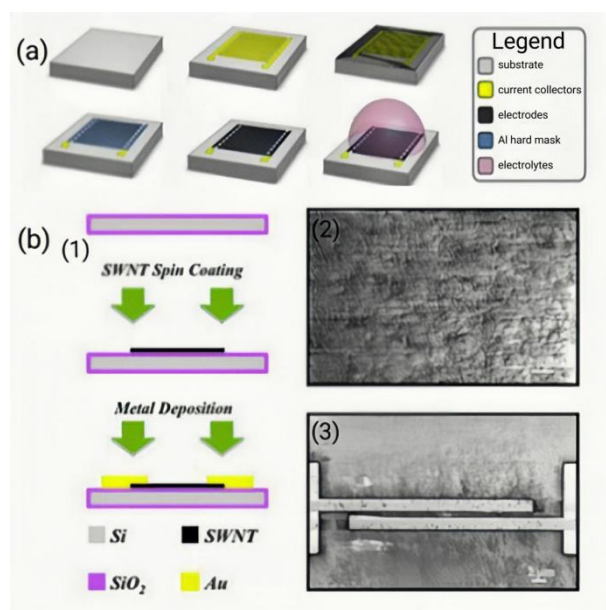 (a)
Legend
substrate
current collectors
electrodes
Al hard mask
electrolytes
(b)
(1)
SWNT Spin Coating
Metal Deposition
Si
SWNT
SiO2
Au
(2)
(3)